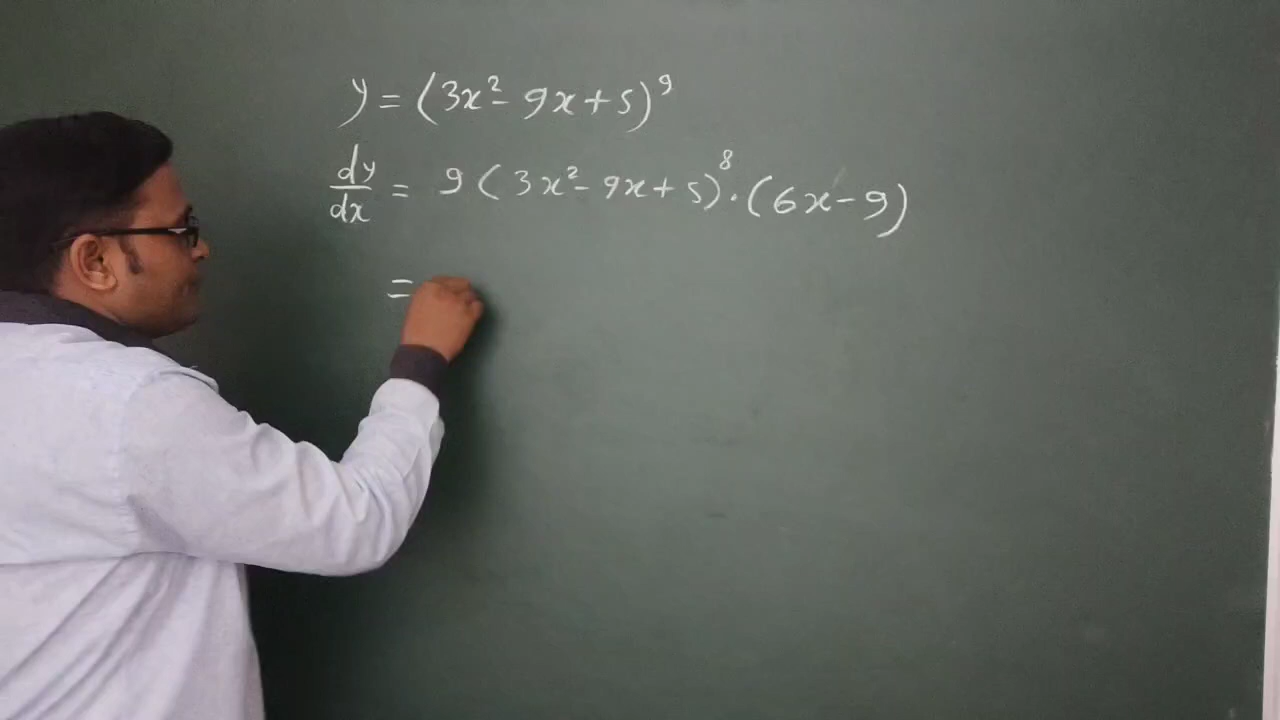 y = (3x² - 9x + 5)⁹
dy/dx = 9(3x² - 9x + 5)⁸ · (6x - 9)
=